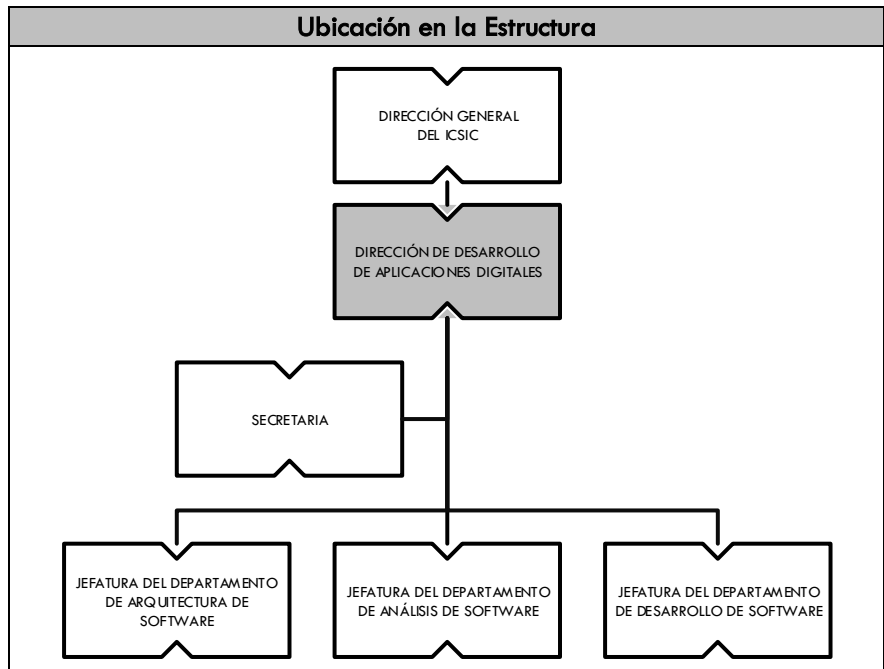 Ubicación en la Estructura
DIRECCIÓN GENERAL
DEL ICSIC
DIRECCIÓN DE DESARROLLO
DE APLICACIONES DIGITALES
SECRETARIA
JEFATURA DEL DEPARTAMENTO
DE ARQUITECTURA DE
SOFTWARE
JEFATURA DEL DEPARTAMENTO
DE ANÁLISIS DE SOFTWARE
JEFATURA DEL DEPARTAMENTO
DE DESARROLLO DE SOFTWARE